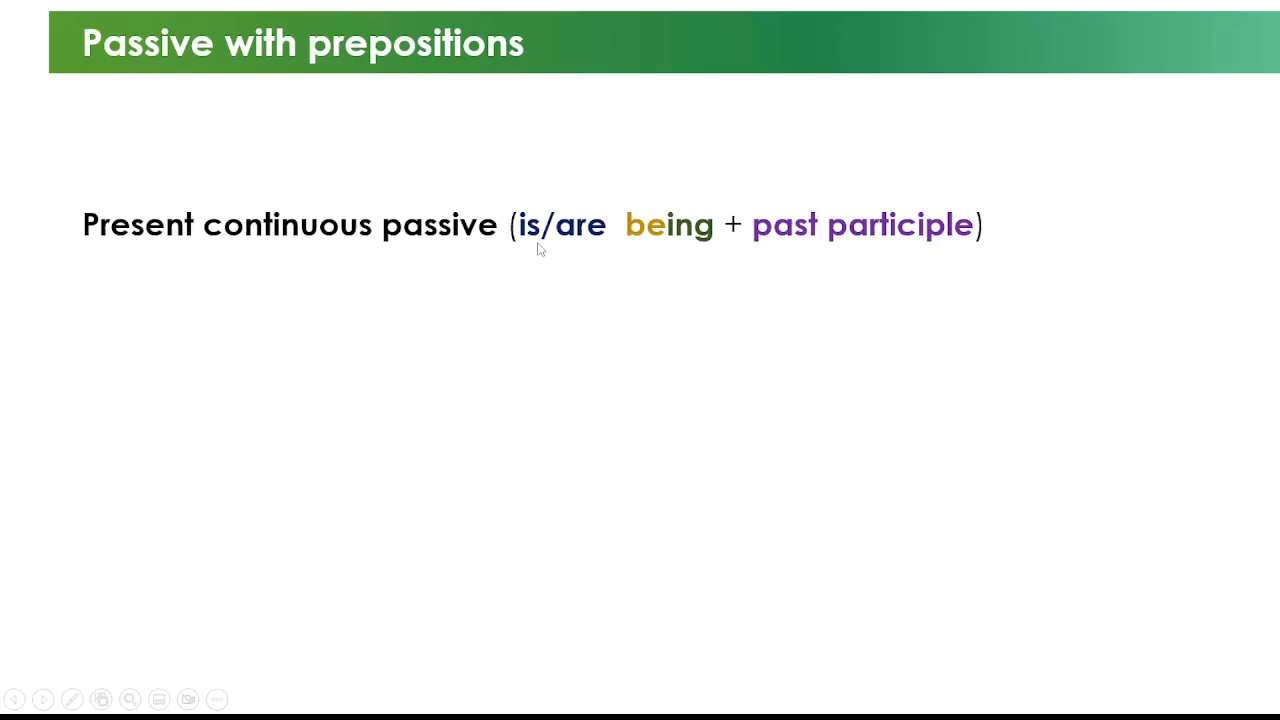 Passive with prepositions
Present continuous passive (is/are being + past participle)